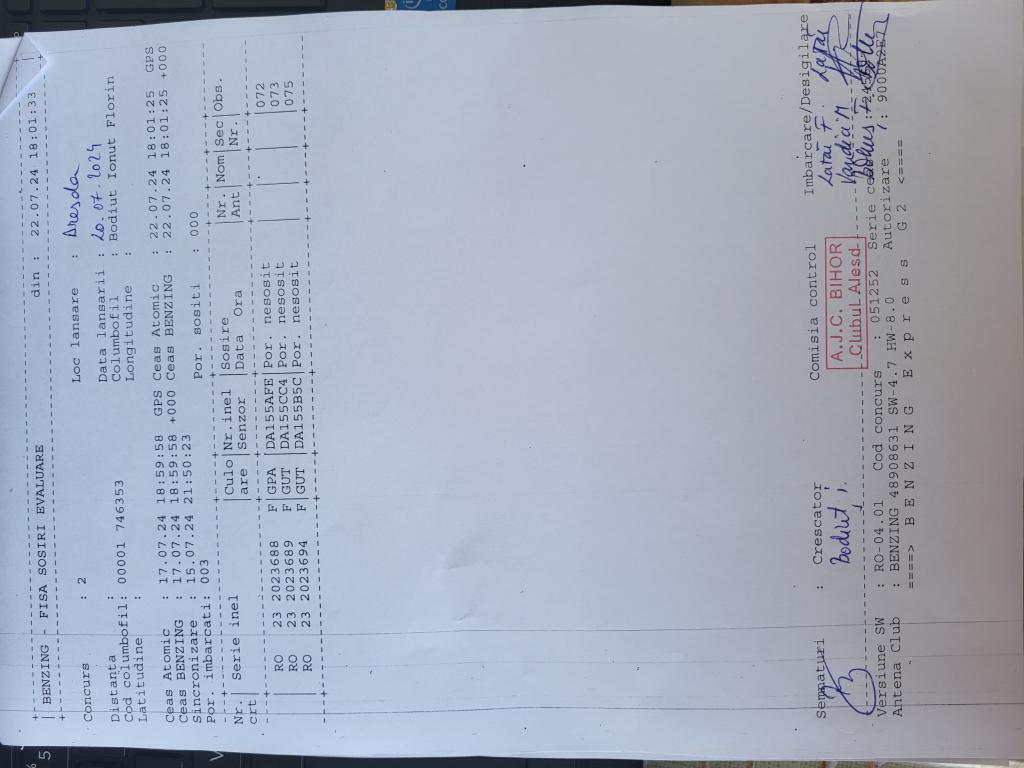 BENZING - FISA SOSIRI EVALUARE din : 22.07.24 18:01:33
Concurs : 2 Loc lansare : Dresda
Data lansarii : 20.07.2024
Distanta : Columbofil : Bodiut Ionut Florin
Cod columbofil: 00001 746353 Longitudine :
Latitudine :
Ceas Atomic : 17.07.24 18:59:58 GPS Ceas Atomic : 22.07.24 18:01:25 GPS
Ceas BENZING : 17.07.24 18:59:58 +000 Ceas BENZING : 22.07.24 18:01:25 +000
Sincronizare : 15.07.24 21:50:23
Por. imbarcati: 003 Por. sositi : 000
Nr. | Serie inel |Culo|Nr.inel |Sosire |Nr. |Nom|Sec|Obs.
crt| |are |Senzor |Data Ora |Ant| |Nr.|
RO 23 2023688 F|GPA |DA155AFE|Por. nesosit | | | |072
RO 23 2023689 F|GUT |DA155CC4|Por. nesosit | | | |073
RO 23 2023694 F|GUT |DA155B5C|Por. nesosit | | | |075
Semnaturi : Crescator Comisia control Imbarcare/Desigilare
Bodiut I. A.J.C. BIHOR
Clubul Alesd
Versiune SW : RO-04.01 Cod concurs : 051252 Serie ceas
Antena Club : BENZING 48908631 SW-4.7 HW-8.0 Autorizare : 9000A2E7
====> B E N Z I N G E x p r e s s G 2 <=====